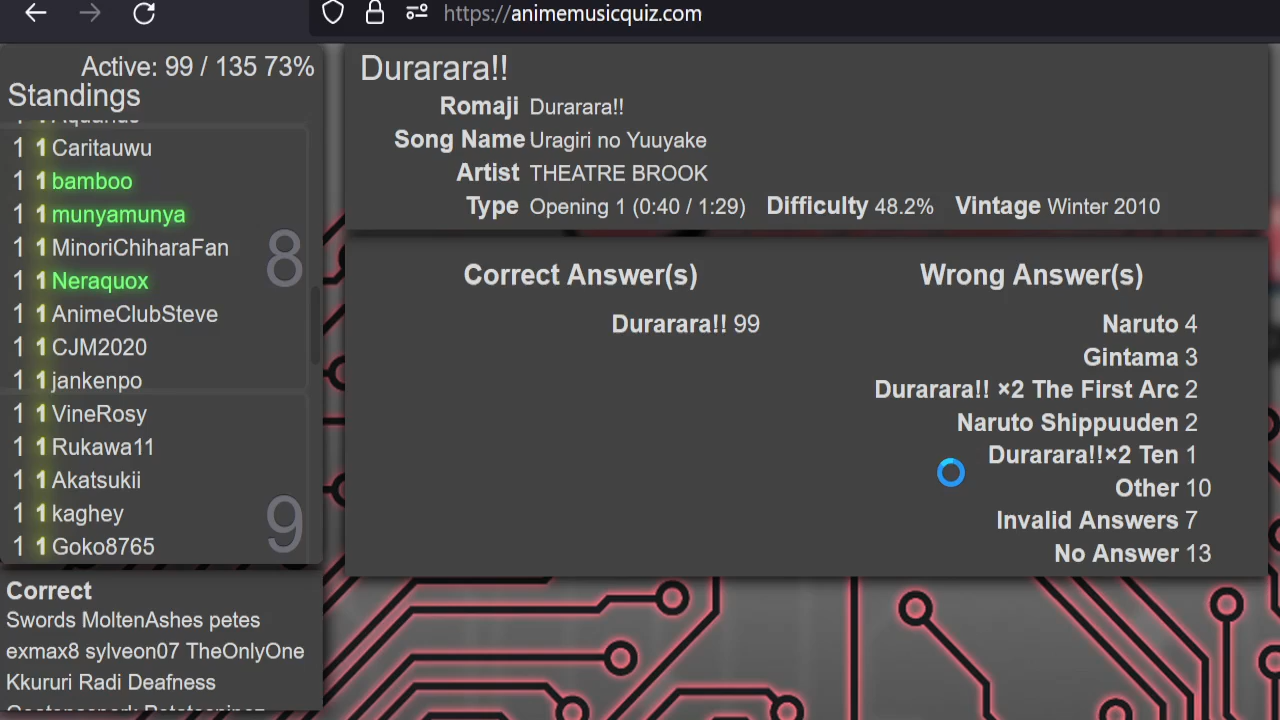 https://animemusicquiz.com
Active: 99 / 135 73%
Standings
1 1 Caritauwu
1 1 bamboo
1 1 munyamunya
1 1 MinoriChiharaFan
8
1 1 Neraquox
1 1 AnimeClubSteve
1 1 CJM2020
1 1 jankenpo
1 1 VineRosy
1 1 Rukawa11
1 1 Akatsukii
1 1 kaghey
9
1 1 Goko8765
Correct
Swords MoltenAshes petes
exmax8 sylveon07 TheOnlyOne
Kkururi Radi Deafness
Durarara!!
Romaji Durarara!!
Song Name Uragiri no Yuuyake
Artist THEATRE BROOK
Type Opening 1 (0:40 / 1:29) Difficulty 48.2% Vintage Winter 2010
Correct Answer(s)
Durarara!! 99
Wrong Answer(s)
Naruto 4
Gintama 3
Durarara!! ×2 The First Arc 2
Naruto Shippuuden 2
Durarara!!×2 Ten 1
Other 10
Invalid Answers 7
No Answer 13